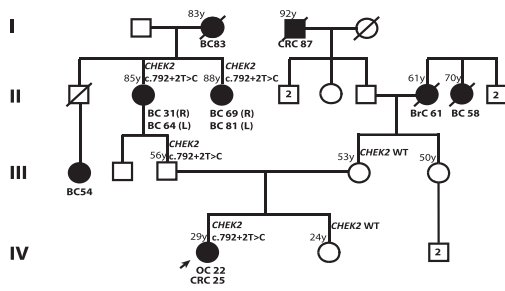 I
83y
92y
BC83
CRC 87
CHEK2
c.792+2T>C
CHEK2
c.792+2T>C
II
85y
88y
2
61y
70y
2
BC 31(R)
BC 64 (L)
BC 69 (R)
BC 81 (L)
BrC 61
BC 58
III
56y
CHEK2
c.792+2T>C
53y
CHEK2 WT
50y
BC54
IV
CHEK2
29y
c.792+2T>C
CHEK2 WT
24y
2
OC 22
CRC 25